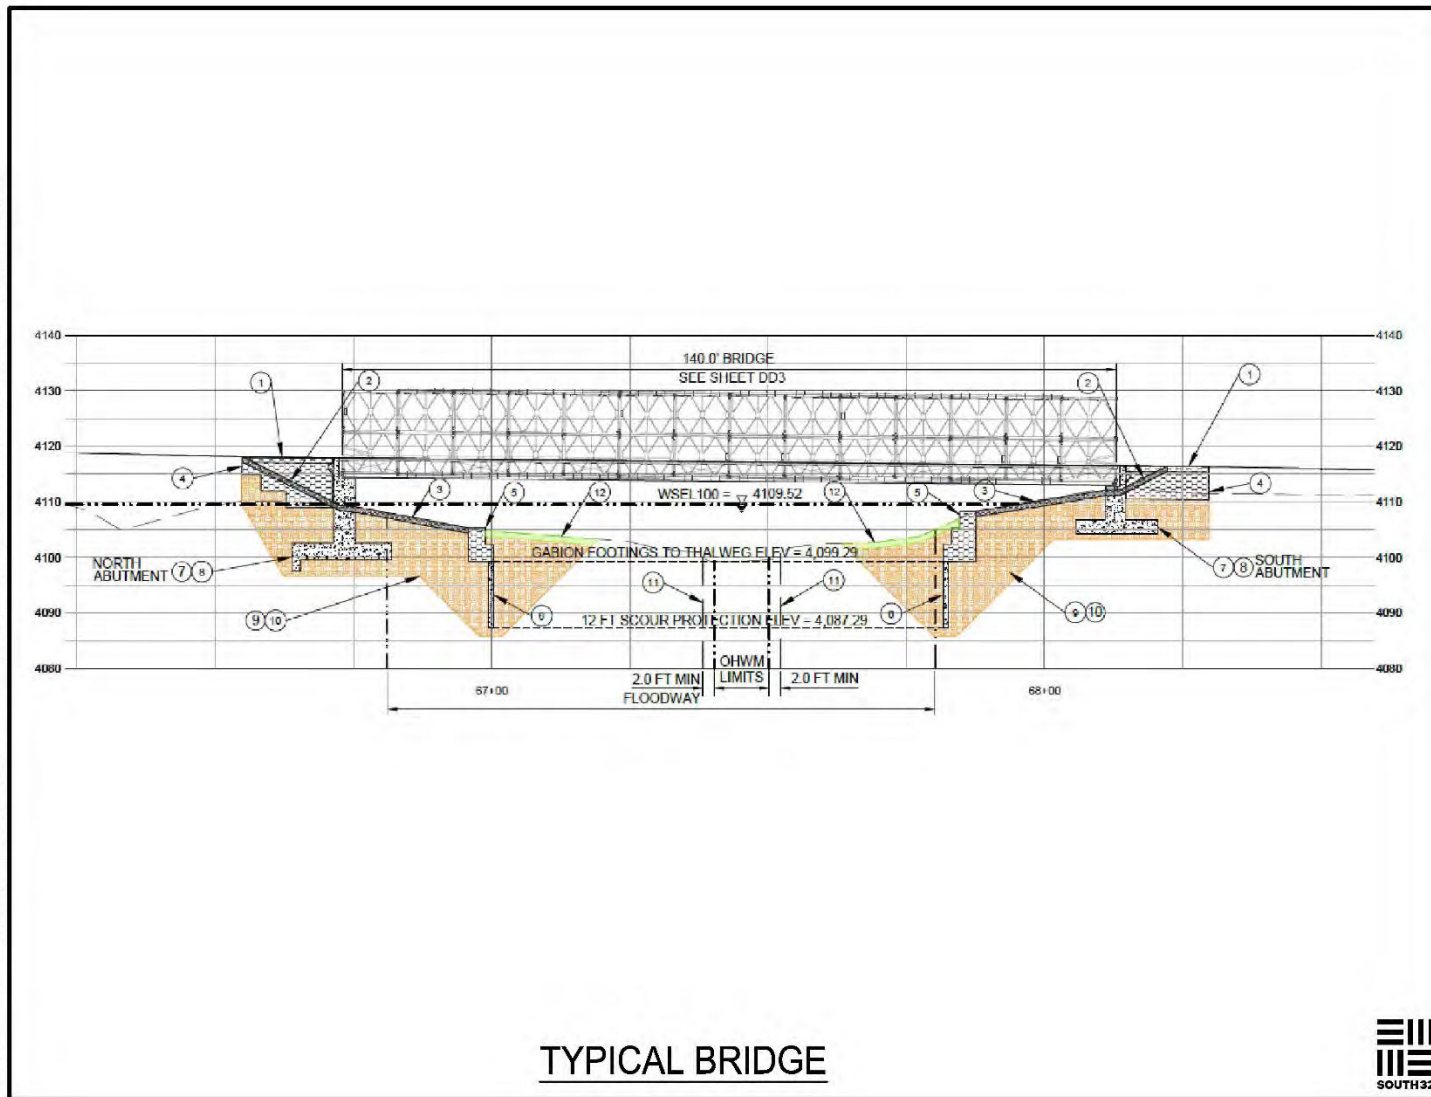 4140
4140
140.0' BRIDGE
SEE SHEET DD3
1
2
2
1
4130
4130
4120
4120
4
3
5
12
WSEL100 = 4109.52
12
5
3
4
4110
4110
4100
4100
GABION FOOTINGS TO THALWEG ELEV = 4,099.29
NORTH
ABUTMENT
7
8
7
8
SOUTH
ABUTMENT
11
11
9
10
6
12 FT SCOUR PROTECTION ELEV = 4,087.29
9
10
4090
4090
4080
4080
OHWM
LIMITS
2.0 FT MIN
2.0 FT MIN
67+00
68+00
FLOODWAY
TYPICAL BRIDGE
SOUTH32